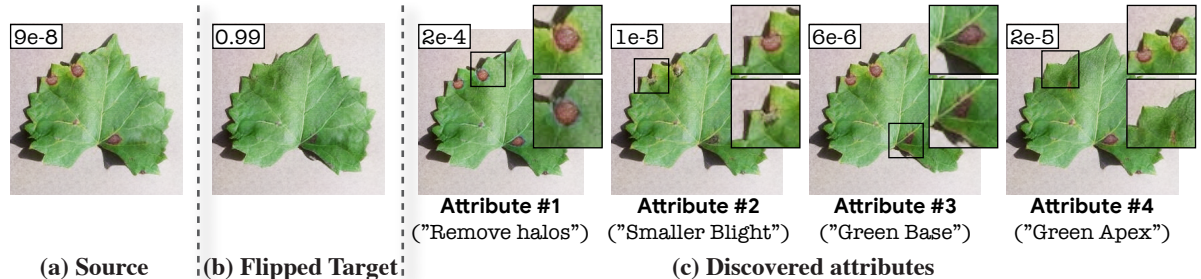 9e-8
0.99
2e-4
1e-5
6e-6
2e-5
Attribute #1
("Remove halos")
Attribute #2
("Smaller Blight")
Attribute #3
("Green Base")
Attribute #4
("Green Apex")
(a) Source
(b) Flipped Target
(c) Discovered attributes